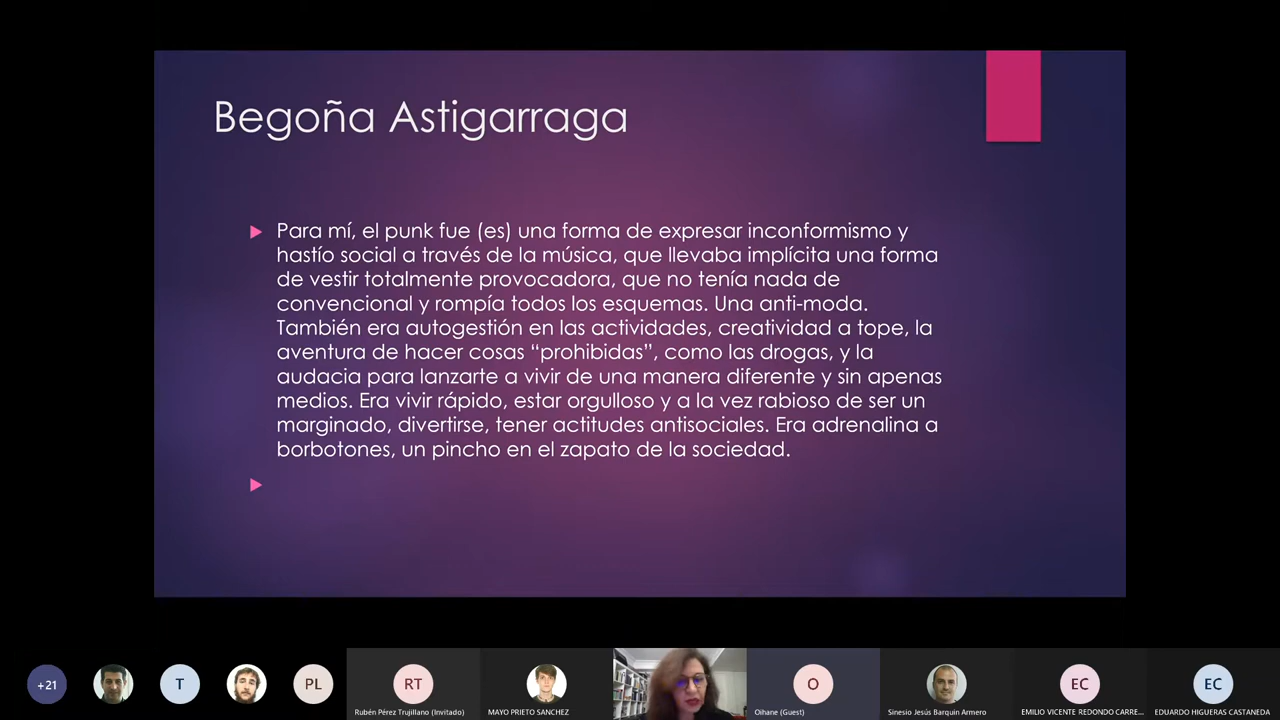 Begoña Astigarraga
Para mí, el punk fue (es) una forma de expresar inconformismo y
hastío social a través de la música, que llevaba implícita una forma
de vestir totalmente provocadora, que no tenía nada de
convencional y rompía todos los esquemas. Una anti-moda.
También era autogestión en las actividades, creatividad a tope, la
aventura de hacer cosas “prohibidas”, como las drogas, y la
audacia para lanzarte a vivir de una manera diferente y sin apenas
medios. Era vivir rápido, estar orgulloso y a la vez rabioso de ser un
marginado, divertirse, tener actitudes antisociales. Era adrenalina a
borbotones, un pincho en el zapato de la sociedad.
+21
T
PL
RT
Rubén Pérez Trujillano (Invitado)
MAYO PRIETO SANCHEZ
O
Oihane (Guest)
Sinesio Jesús Barquin Armero
EC
EMILIO VICENTE REDONDO CARRE...
EC
EDUARDO HIGUERAS CASTANEDA